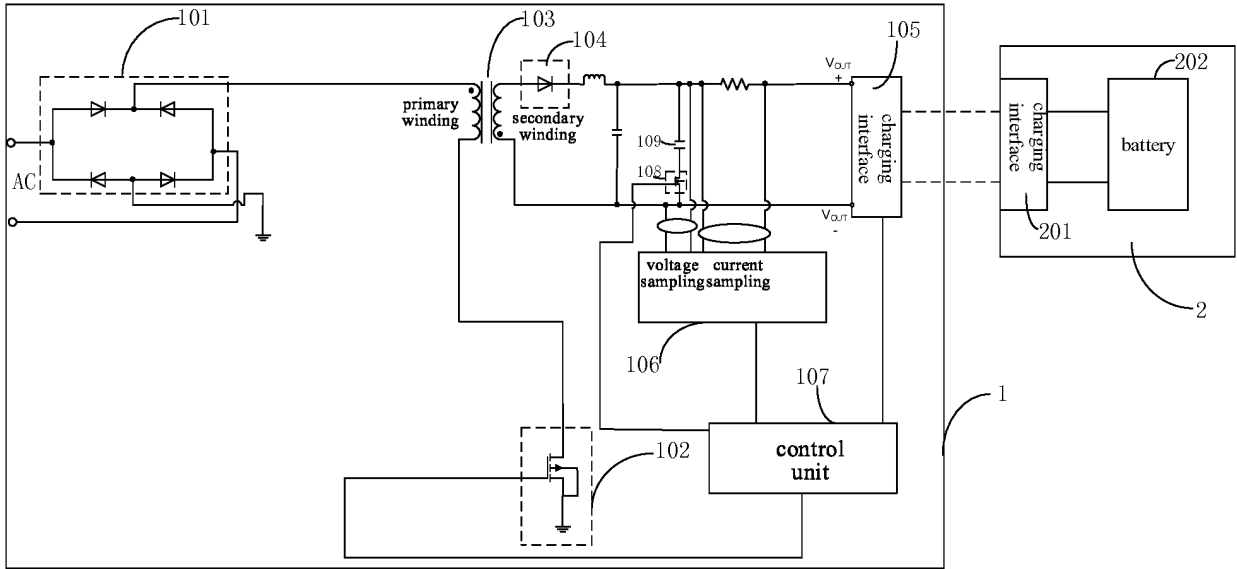 101
103
104
105
202
VOUT
+
primary
winding
secondary
winding
charging
interface
charging
interface
battery
109
108
AC
VOUT
-
201
voltage
sampling
current
sampling
2
106
107
1
102
control
unit